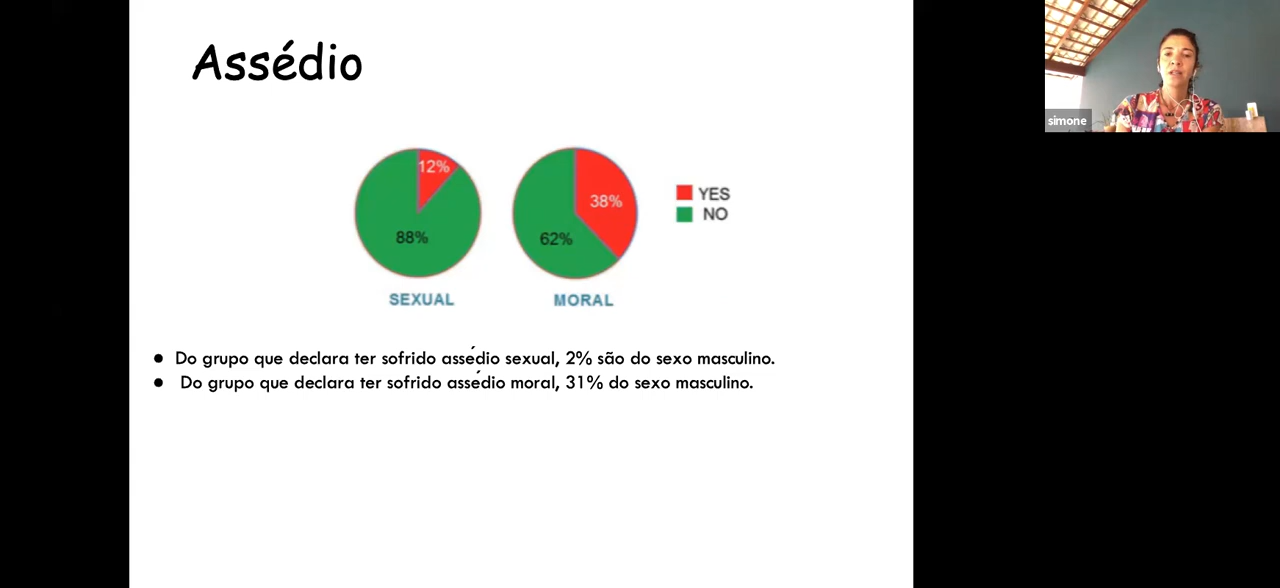 Assédio
simone
12%
88%
38%
62%
YES
NO
SEXUAL
MORAL
● Do grupo que declara ter sofrido assédio sexual, 2% são do sexo masculino.
● Do grupo que declara ter sofrido assédio moral, 31% do sexo masculino.